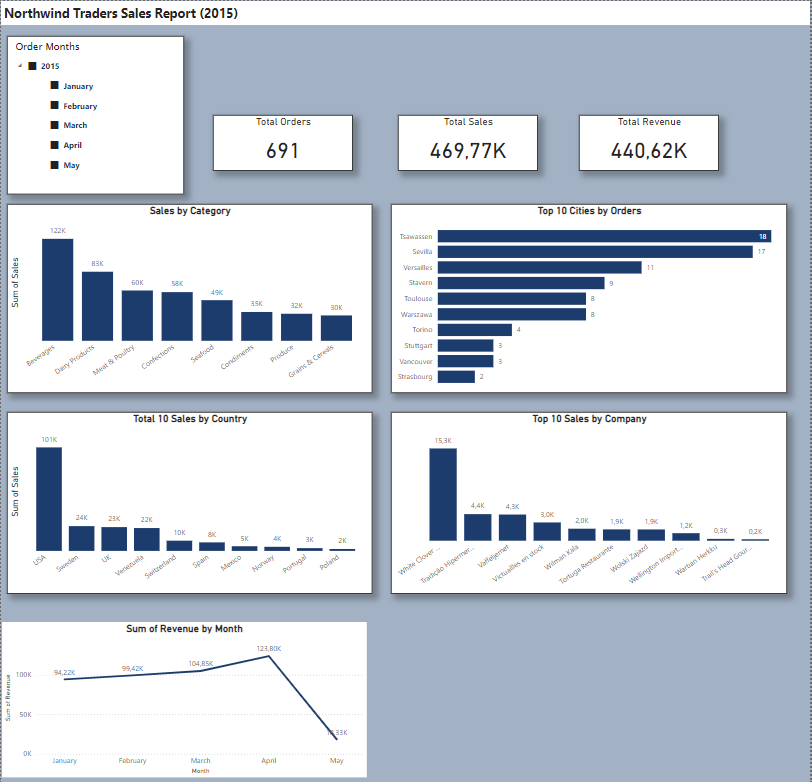 Northwind Traders Sales Report (2015)
Order Months
2015
January
February
March
April
May
Total Orders
691
Total Sales
469,77K
Total Revenue
440,62K
Sales by Category
Sum of Sales
122K
83K
60K
58K
49K
35K
32K
30K
Beverages
Dairy Products
Meat & Poultry
Confections
Seafood
Condiments
Produce
Grains & Cereals
Top 10 Cities by Orders
Tsawassen 18
Sevilla 17
Versailles 11
Stavern 9
Toulouse 8
Warszawa 8
Torino 4
Stuttgart 3
Vancouver 3
Strasbourg 2
Total 10 Sales by Country
Sum of Sales
101K
24K
23K
22K
10K
8K
5K
4K
3K
2K
USA
Sweden
UK
Venezuela
Switzerland
Spain
Mexico
Norway
Portugal
Poland
Top 10 Sales by Company
15,3K
4,4K
4,3K
3,0K
2,0K
1,9K
1,9K
1,2K
0,3K
0,2K
White Clover ...
Tradição Hipermer...
Vaffeljernet
Victuailles en stock
Wilman Kala
Tortuga Restaurante
Wolski Zajazd
Wellington Import...
Wartian Herkku
Trail's Head Gour...
Sum of Revenue by Month
Sum of Revenue
100K
50K
0K
94,22K
99,42K
104,85K
123,80K
January
February
March
April
May
Month